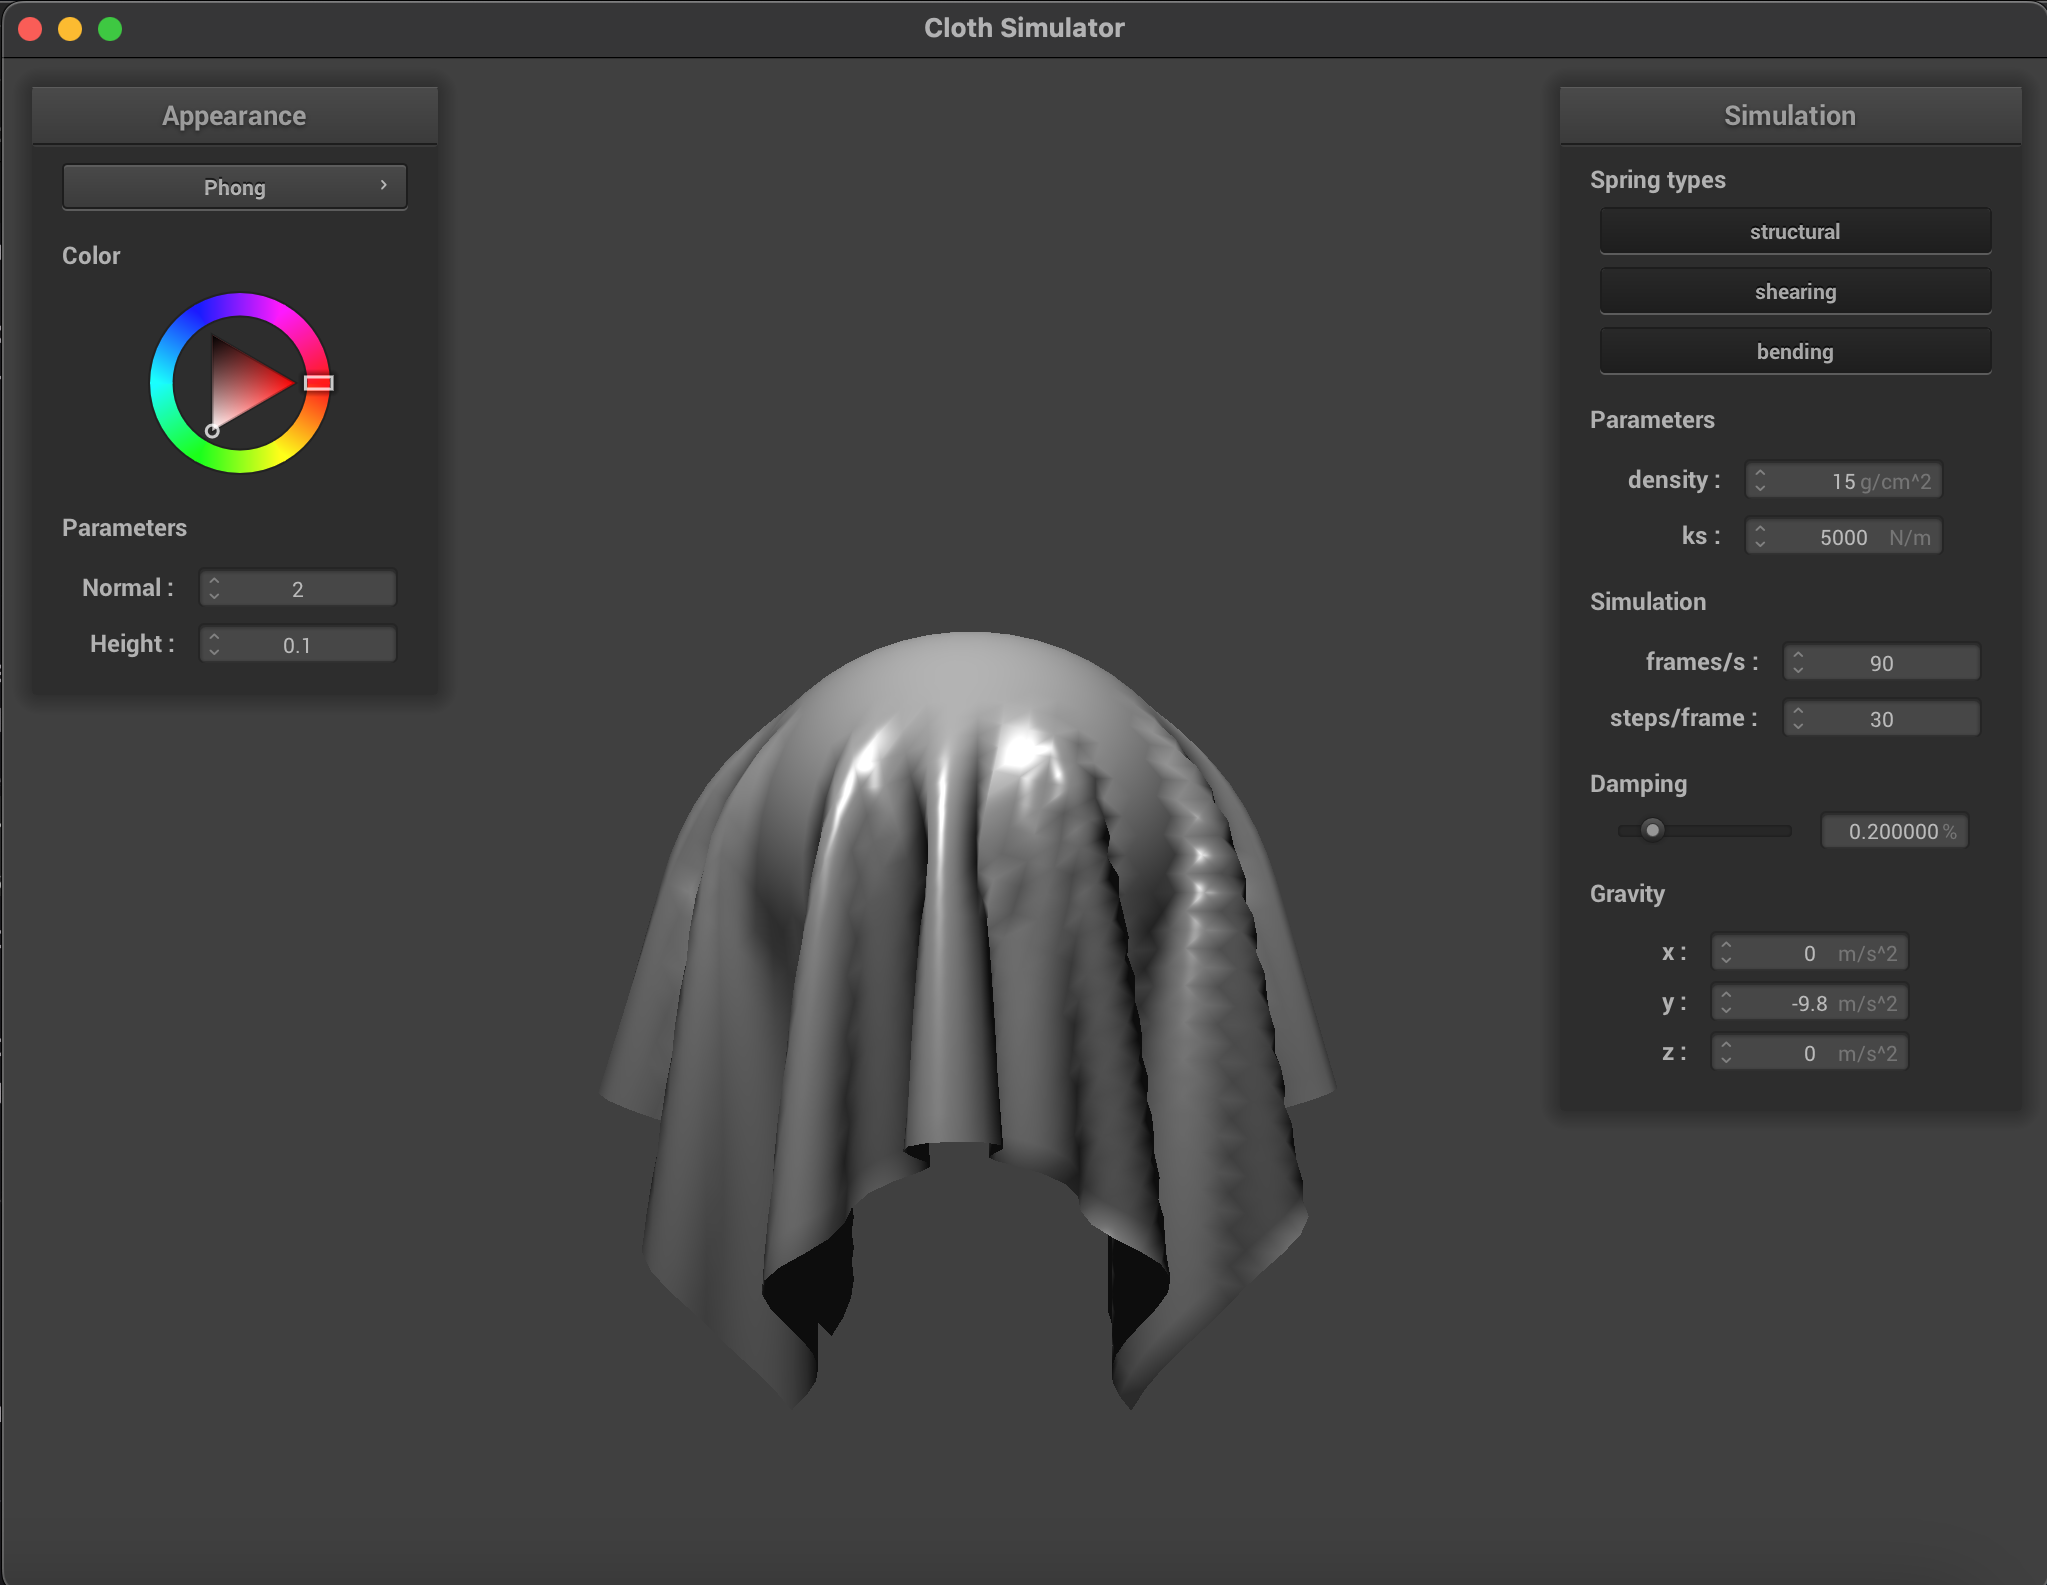 Cloth Simulator
Appearance
Phong
Color
Parameters
Normal : 2
Height : 0.1
Simulation
Spring types
structural
shearing
bending
Parameters
density : 15 g/cm^2
ks : 5000 N/m
Simulation
frames/s : 90
steps/frame : 30
Damping
0.200000 %
Gravity
x : 0 m/s^2
y : -9.8 m/s^2
z : 0 m/s^2